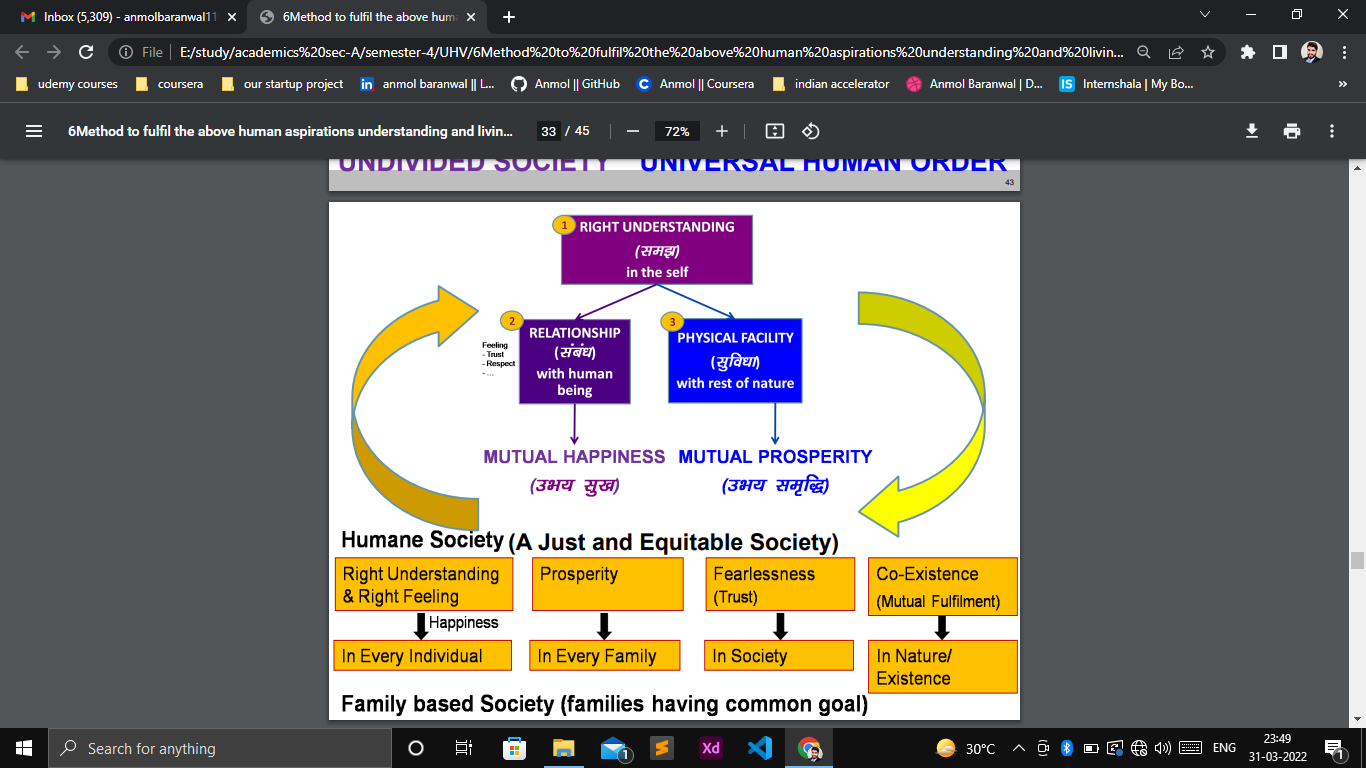 Inbox (5,309) - anmolbaranwal11
6Method to fulfil the above huma
File
E:/study/academics%20sec-A/semester-4/UHV/6Method%20to%20fulfil%20the%20above%20human%20aspirations%20understanding%20and%20livin...
udemy courses
coursera
our startup project
in
anmol baranwal || L...
Anmol || GitHub
C
Anmol || Coursera
indian accelerator
Anmol Baranwal | D...
IS
Internshala | My Bo...
»
6Method to fulfil the above human aspirations understanding and livin...
33 / 45
72%
UNDIVIDED SOCIETY UNIVERSAL HUMAN ORDER
43
1
RIGHT UNDERSTANDING
(समझ)
in the self
2
RELATIONSHIP
(संबंध)
with human
being
Feeling
- Trust
- Respect
- ...
3
PHYSICAL FACILITY
(सुविधा)
with rest of nature
MUTUAL HAPPINESS
(उभय सुख)
MUTUAL PROSPERITY
(उभय समृद्धि)
Humane Society (A Just and Equitable Society)
Right Understanding
& Right Feeling
Happiness
In Every Individual
Prosperity
In Every Family
Fearlessness
(Trust)
In Society
Co-Existence
(Mutual Fulfilment)
In Nature/
Existence
Family based Society (families having common goal)
Search for anything
1
Xd
30°C
ENG
23:49
31-03-2022
1